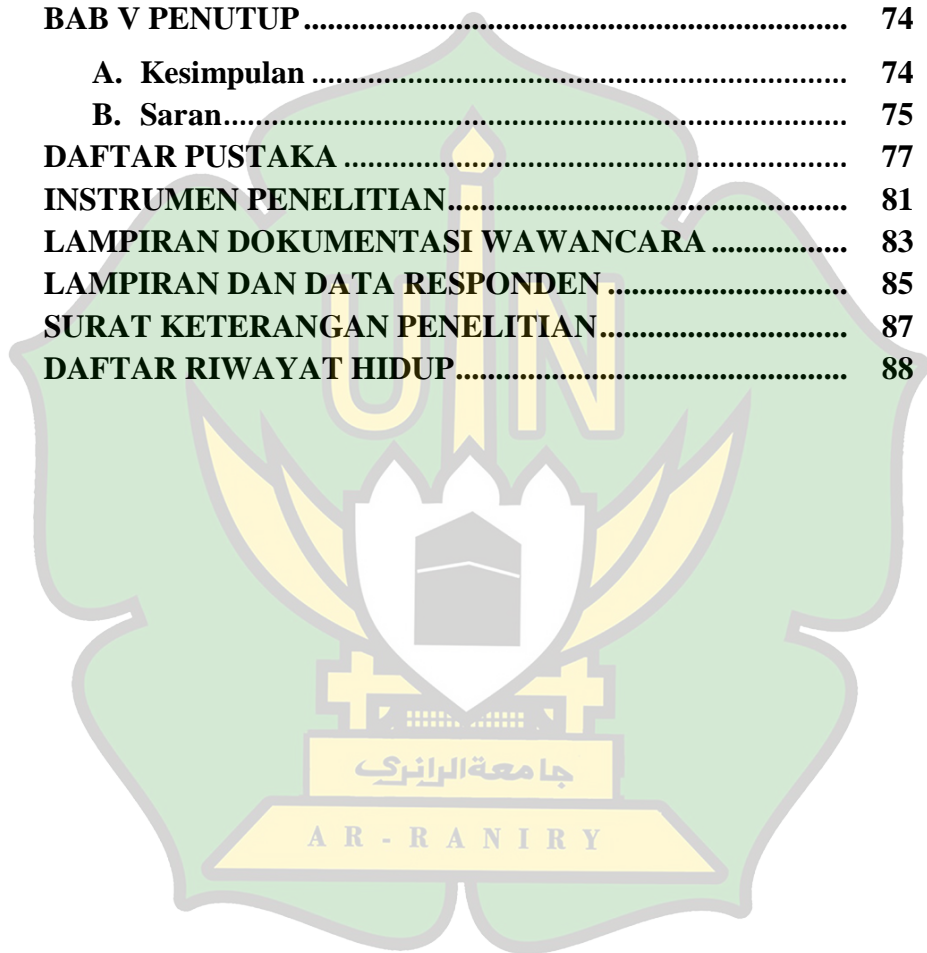 BAB V PENUTUP ........................................................................... 74
A. Kesimpulan .......................................................................... 74
B. Saran...................................................................................... 75
DAFTAR PUSTAKA ...................................................................... 77
INSTRUMEN PENELITIAN....................................................... 81
LAMPIRAN DOKUMENTASI WAWANCARA ................... 83
LAMPIRAN DAN DATA RESPONDEN ................................. 85
SURAT KETERANGAN PENELITIAN.................................. 87
DAFTAR RIWAYAT HIDUP...................................................... 88
UIN
جامعة الرانري
AR-RANIRY